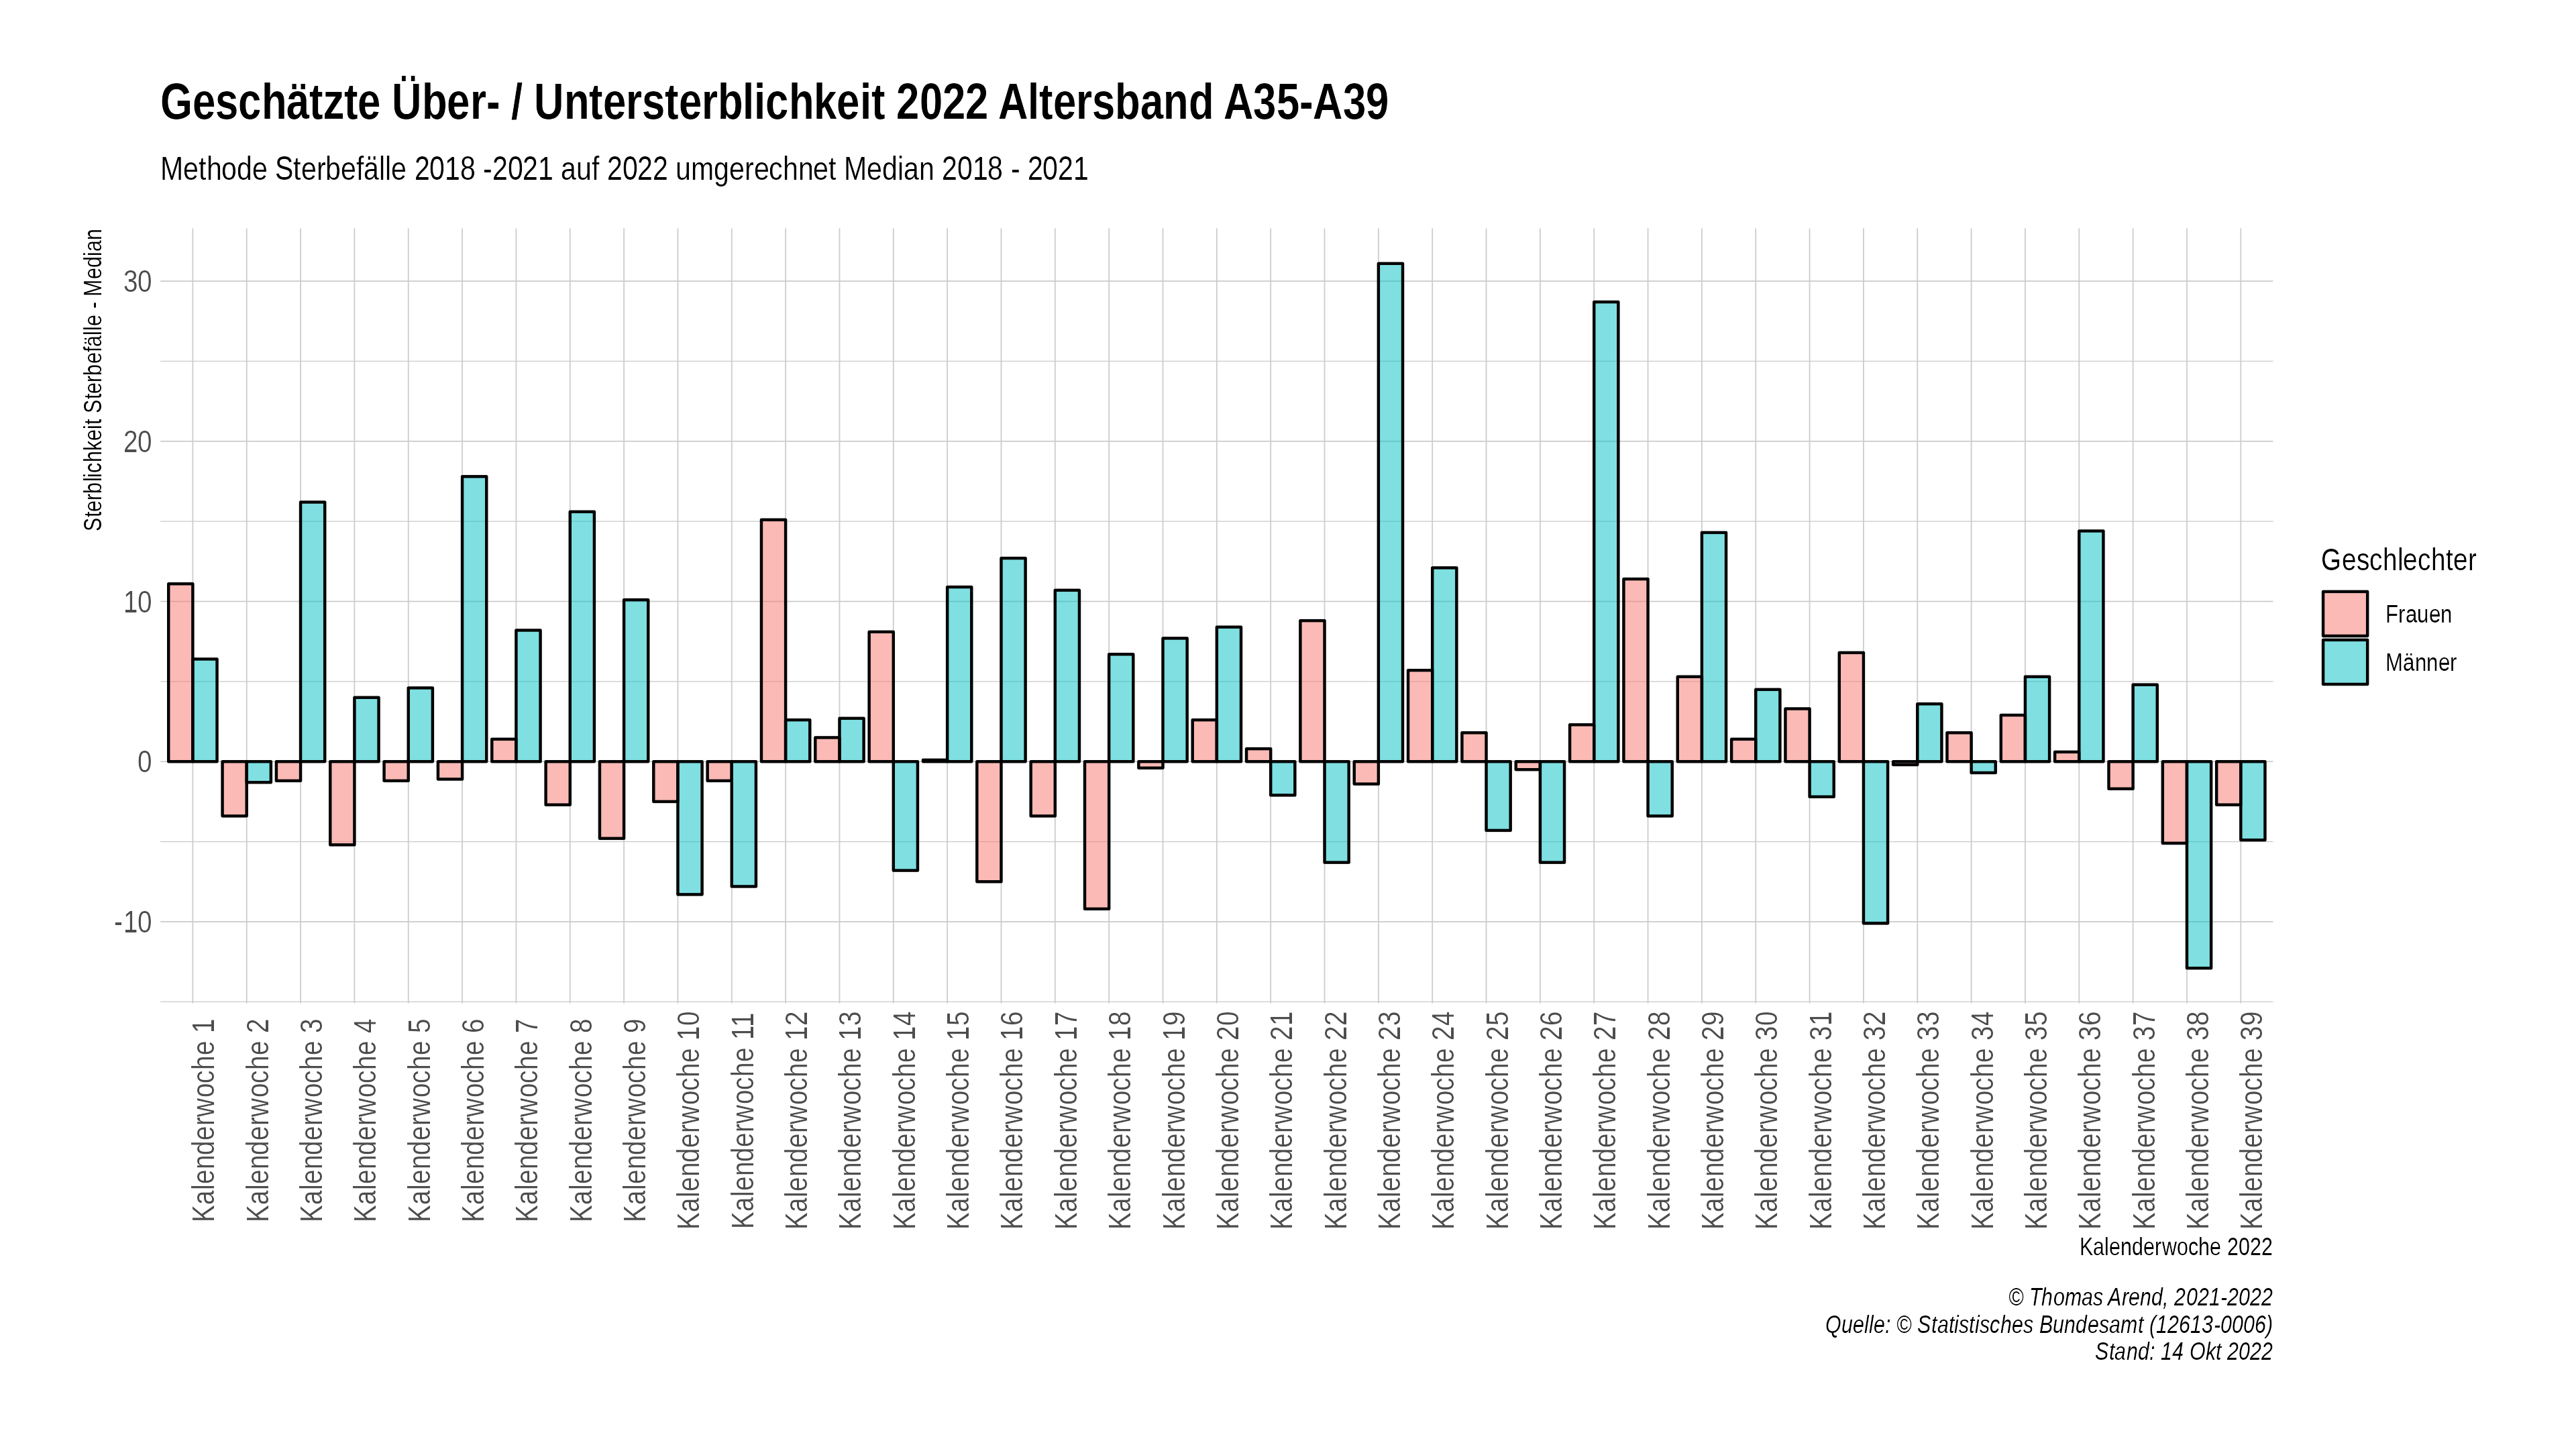 Geschätzte Über- / Untersterblichkeit 2022 Altersband A35-A39
Methode Sterbefälle 2018 -2021 auf 2022 umgerechnet Median 2018 - 2021
Sterblichkeit Sterbefälle - Median
30
20
10
0
-10
Kalenderwoche 1
Kalenderwoche 2
Kalenderwoche 3
Kalenderwoche 4
Kalenderwoche 5
Kalenderwoche 6
Kalenderwoche 7
Kalenderwoche 8
Kalenderwoche 9
Kalenderwoche 10
Kalenderwoche 11
Kalenderwoche 12
Kalenderwoche 13
Kalenderwoche 14
Kalenderwoche 15
Kalenderwoche 16
Kalenderwoche 17
Kalenderwoche 18
Kalenderwoche 19
Kalenderwoche 20
Kalenderwoche 21
Kalenderwoche 22
Kalenderwoche 23
Kalenderwoche 24
Kalenderwoche 25
Kalenderwoche 26
Kalenderwoche 27
Kalenderwoche 28
Kalenderwoche 29
Kalenderwoche 30
Kalenderwoche 31
Kalenderwoche 32
Kalenderwoche 33
Kalenderwoche 34
Kalenderwoche 35
Kalenderwoche 36
Kalenderwoche 37
Kalenderwoche 38
Kalenderwoche 39
Kalenderwoche 2022
Geschlechter
Frauen
Männer
© Thomas Arend, 2021-2022
Quelle: © Statistisches Bundesamt (12613-0006)
Stand: 14 Okt 2022